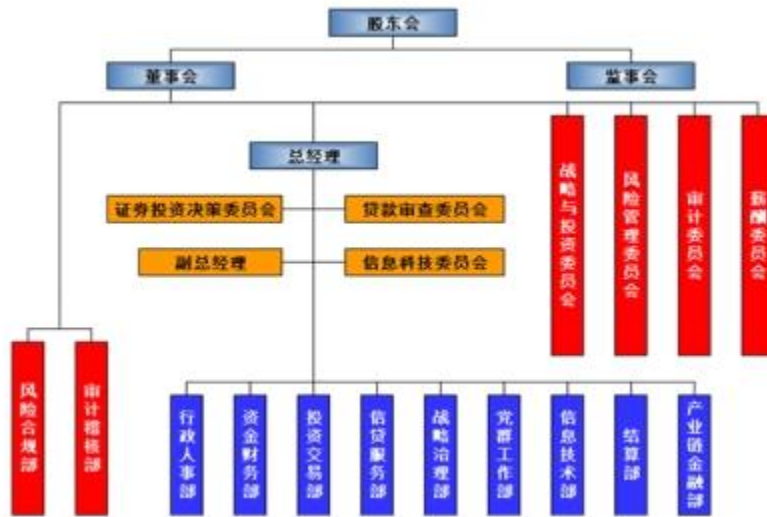 股东会
董事会
监事会
总经理
证券投资决策委员会
贷款审查委员会
副总经理
信息科技委员会
战略与投资委员会
风险管理委员会
审计委员会
薪酬委员会
风险合规部
审计稽核部
行政人事部
资金财务部
投资交易部
信贷服务部
战略治理部
党群工作部
信息技术部
结算部
产业链金融部